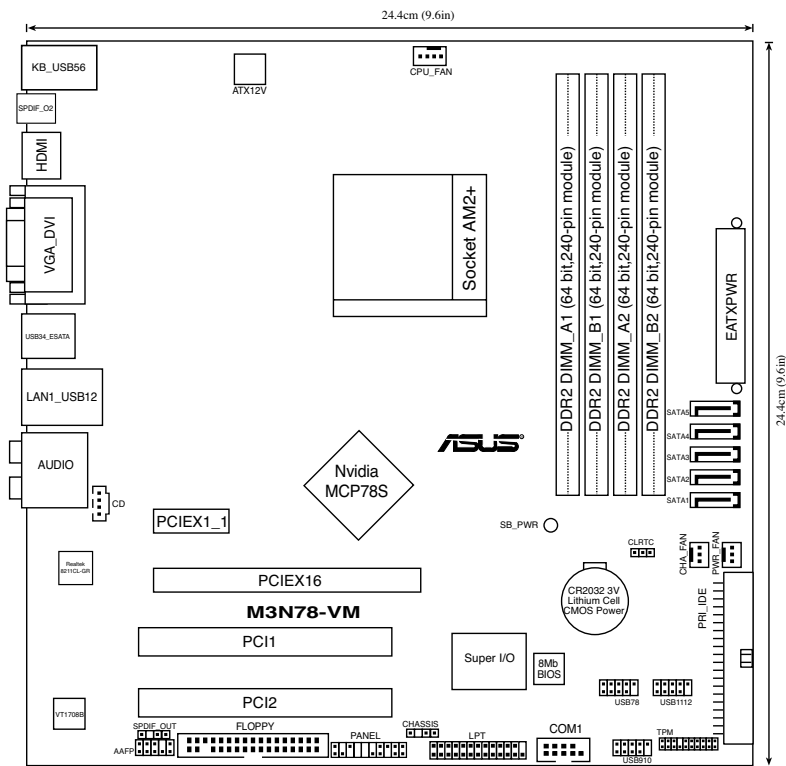 24.4cm (9.6in)
KB_USB56
ATX12V
CPU_FAN
SPDIF_O2
HDMI
VGA_DVI
Socket AM2+
DDR2 DIMM_A1 (64 bit,240-pin module)
DDR2 DIMM_B1 (64 bit,240-pin module)
DDR2 DIMM_A2 (64 bit,240-pin module)
DDR2 DIMM_B2 (64 bit,240-pin module)
EATXPWR
24.4cm (9.6in)
USB34_ESATA
LAN1_USB12
AUDIO
CD
SATA5
SATA4
SATA3
SATA2
SATA1
ASUS
Nvidia
MCP78S
PCIEX1_1
SB_PWR
CLRTC
CHA_FAN
PWR_FAN
Realtek
8211CL-GR
PCIEX16
CR2032 3V
Lithium Cell
CMOS Power
PRI_IDE
M3N78-VM
PCI1
Super I/O
8Mb
BIOS
VT1708B
PCI2
USB78
USB1112
SPDIF_OUT
FLOPPY
CHASSIS
COM1
TPM
AAFP
PANEL
LPT
USB910